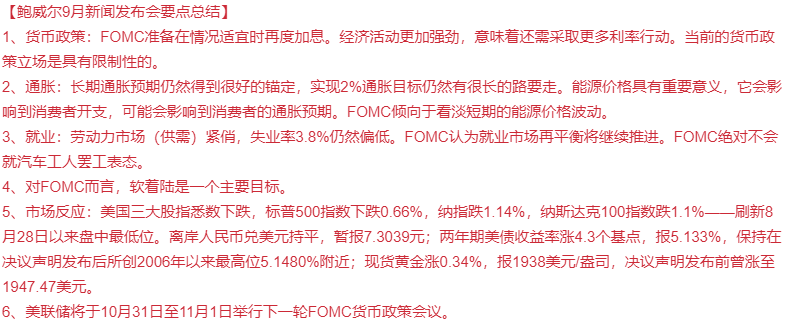 【鲍威尔9月新闻发布会要点总结】
1、货币政策：FOMC准备在情况适宜时再度加息。经济活动更加强劲，意味着还需采取更多利率行动。当前的货币政
策立场是具有限制性的。
2、通胀：长期通胀预期仍然得到很好的锚定，实现2%通胀目标仍然有很长的路要走。能源价格具有重要意义，它会影
响到消费者开支，可能会影响到消费者的通胀预期。FOMC倾向于看淡短期的能源价格波动。
3、就业：劳动力市场（供需）紧俏，失业率3.8%仍然偏低。FOMC认为就业市场再平衡将继续推进。FOMC绝对不会
就汽车工人罢工表态。
4、对FOMC而言，软着陆是一个主要目标。
5、市场反应：美国三大股指悉数下跌，标普500指数下跌0.66%，纳指跌1.14%，纳斯达克100指数跌1.1%——刷新8
月28日以来盘中最低位。离岸人民币兑美元持平，暂报7.3039元；两年期美债收益率涨4.3个基点，报5.133%，保持在
决议声明发布后所创2006年以来最高位5.1480%附近；现货黄金涨0.34%，报1938美元/盎司，决议声明发布前曾涨至
1947.47美元。
6、美联储将于10月31日至11月1日举行下一轮FOMC货币政策会议。